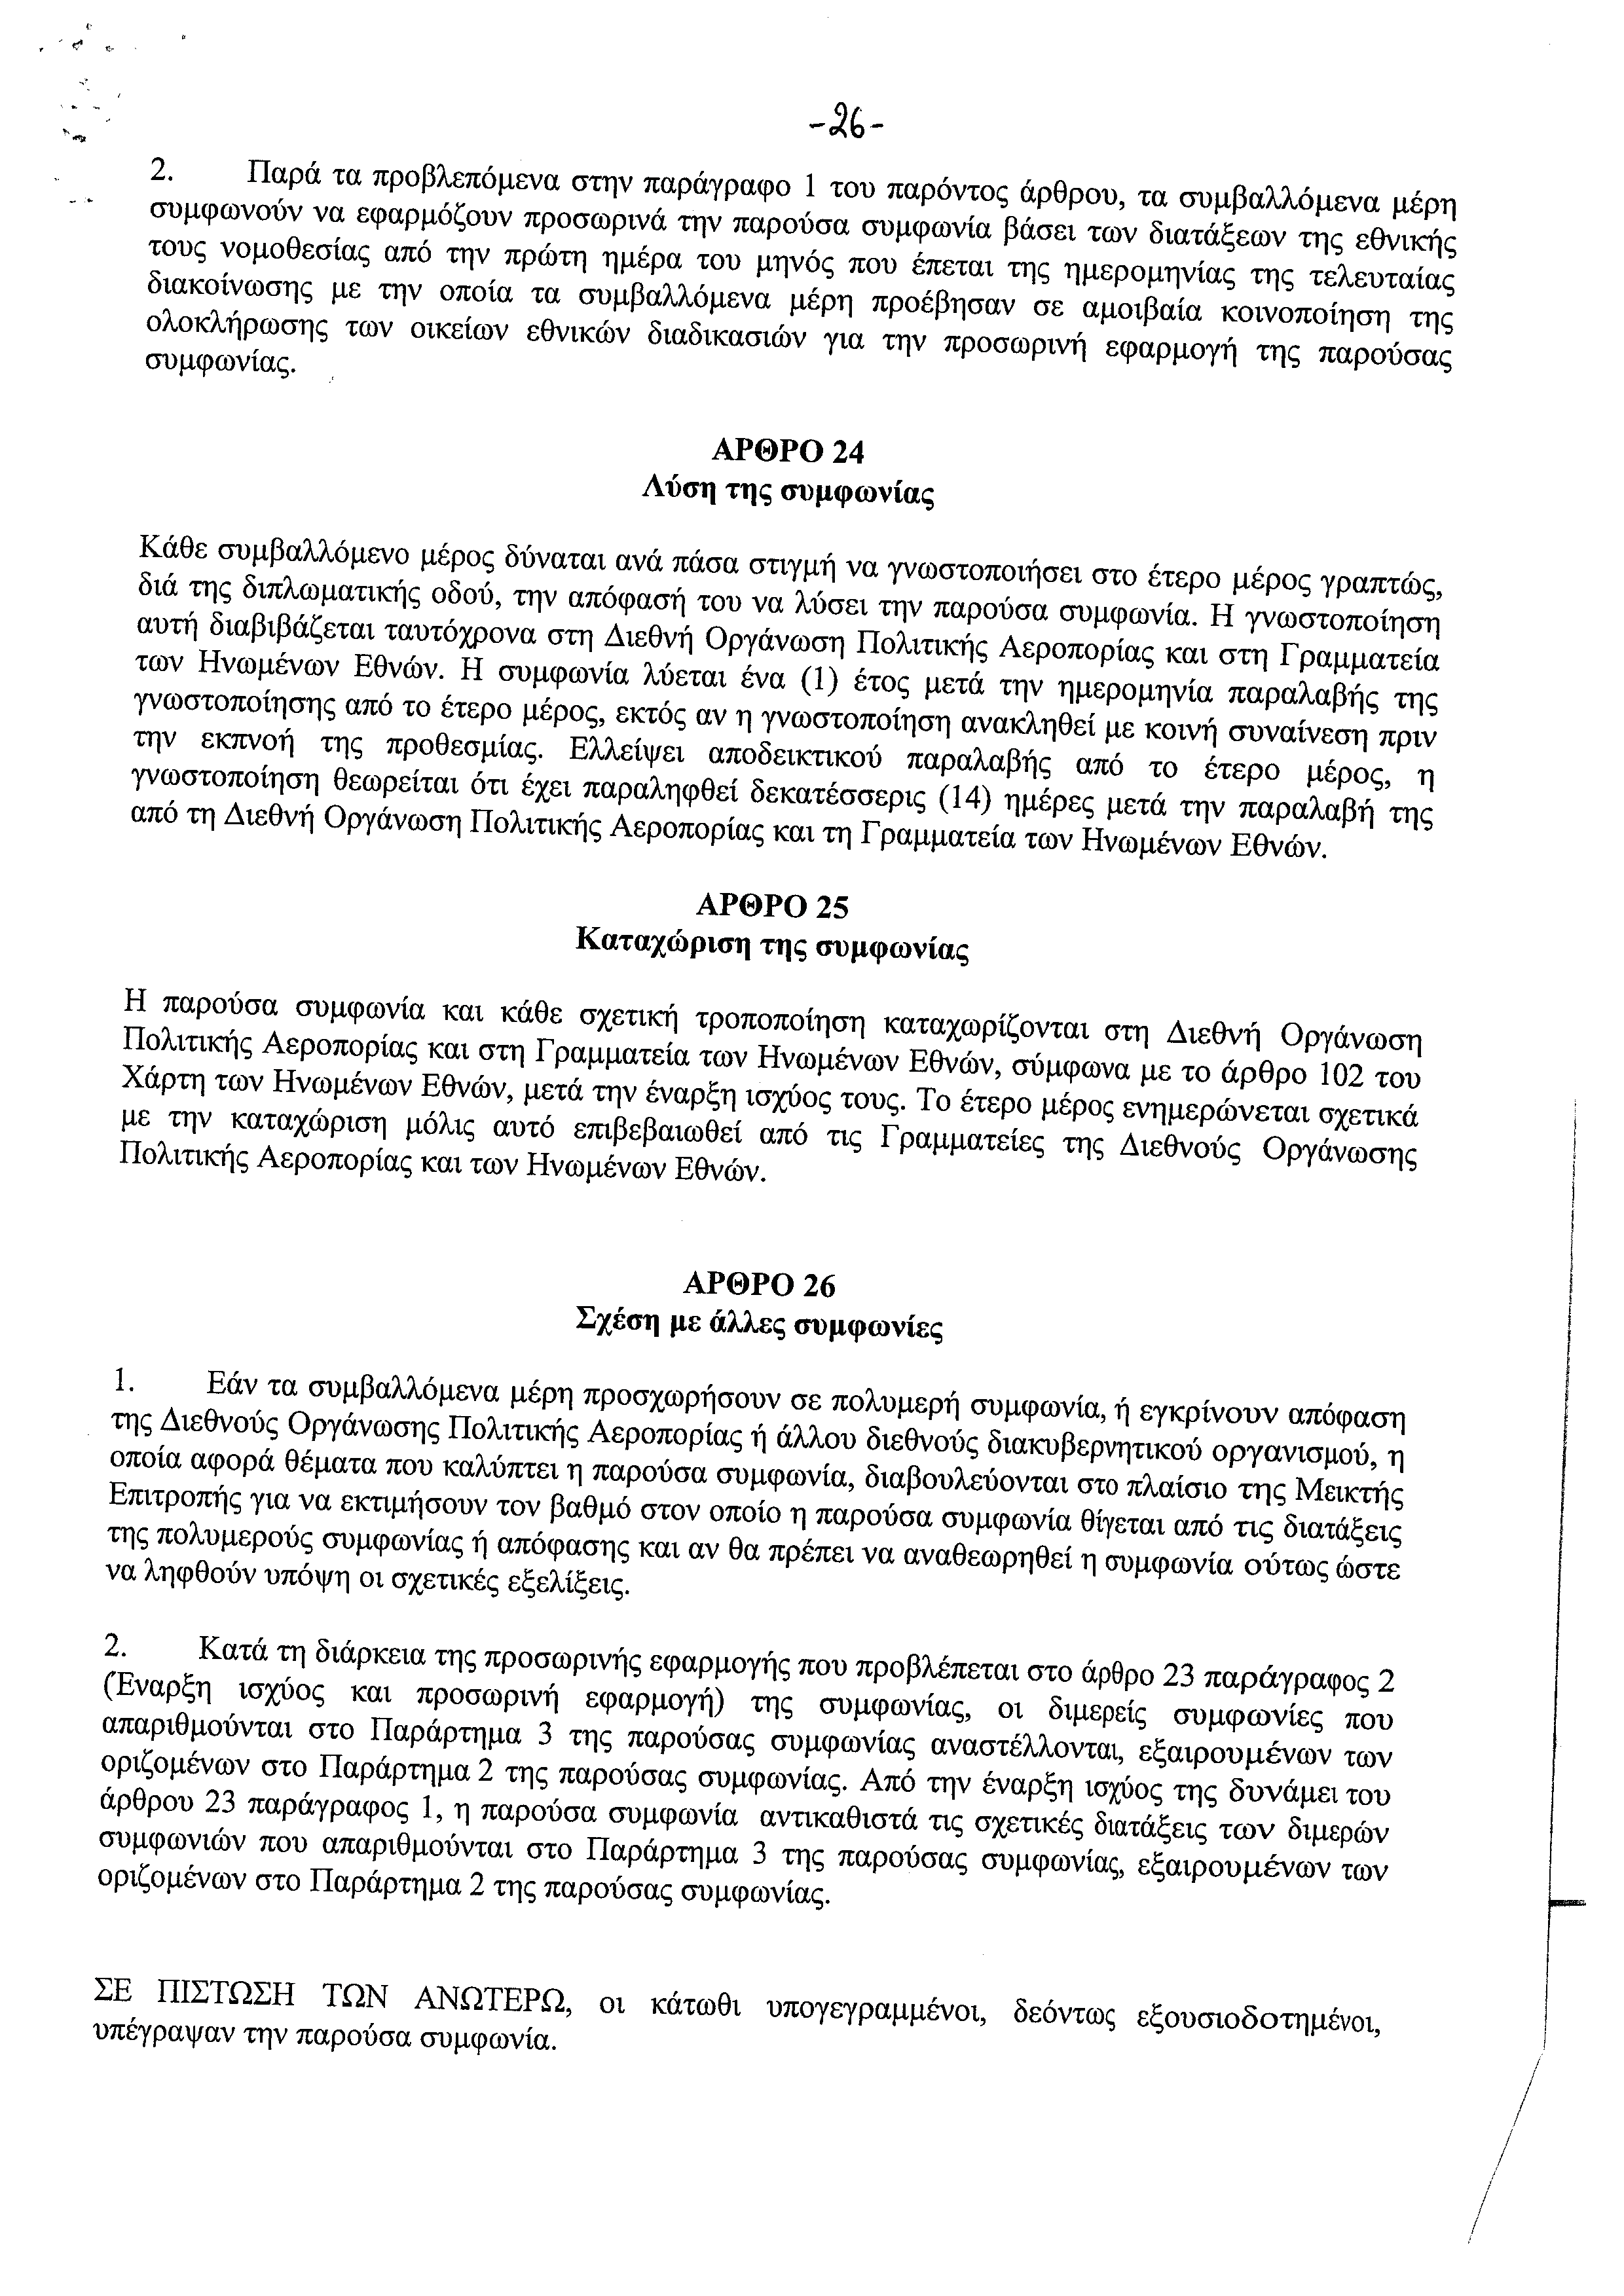 -26-
2. Παρά τα προβλεπόμενα στην παράγραφο 1 του παρόντος άρθρου, τα συμβαλλόμενα μέρη
συμφωνούν να εφαρμόζουν προσωρινά την παρούσα συμφωνία βάσει των διατάξεων της εθνικής
τους νομοθεσίας από την πρώτη ημέρα του μηνός που έπεται της ημερομηνίας της τελευταίας
διακοίνωσης με την οποία τα συμβαλλόμενα μέρη προέβησαν σε αμοιβαία κοινοποίηση της
ολοκλήρωσης των οικείων εθνικών διαδικασιών για την προσωρινή εφαρμογή της παρούσας
συμφωνίας.
ΑΡΘΡΟ 24
Λύση της συμφωνίας
Κάθε συμβαλλόμενο μέρος δύναται ανά πάσα στιγμή να γνωστοποιήσει στο έτερο μέρος γραπτώς,
διά της διπλωματικής οδού, την απόφασή του να λύσει την παρούσα συμφωνία. Η γνωστοποίηση
αυτή διαβιβάζεται ταυτόχρονα στη Διεθνή Οργάνωση Πολιτικής Αεροπορίας και στη Γραμματεία
των Ηνωμένων Εθνών. Η συμφωνία λύεται ένα (1) έτος μετά την ημερομηνία παραλαβής της
γνωστοποίησης από το έτερο μέρος, εκτός αν η γνωστοποίηση ανακληθεί με κοινή συναίνεση πριν
την εκπνοή της προθεσμίας. Ελλείψει αποδεικτικού παραλαβής από το έτερο μέρος, η
γνωστοποίηση θεωρείται ότι έχει παραληφθεί δεκατέσσερις (14) ημέρες μετά την παραλαβή της
από τη Διεθνή Οργάνωση Πολιτικής Αεροπορίας και τη Γραμματεία των Ηνωμένων Εθνών.
ΑΡΘΡΟ 25
Καταχώριση της συμφωνίας
Η παρούσα συμφωνία και κάθε σχετική τροποποίηση καταχωρίζονται στη Διεθνή Οργάνωση
Πολιτικής Αεροπορίας και στη Γραμματεία των Ηνωμένων Εθνών, σύμφωνα με το άρθρο 102 του
Χάρτη των Ηνωμένων Εθνών, μετά την έναρξη ισχύος τους. Το έτερο μέρος ενημερώνεται σχετικά
με την καταχώριση μόλις αυτό επιβεβαιωθεί από τις Γραμματείες της Διεθνούς Οργάνωσης
Πολιτικής Αεροπορίας και των Ηνωμένων Εθνών.
ΑΡΘΡΟ 26
Σχέση με άλλες συμφωνίες
1. Εάν τα συμβαλλόμενα μέρη προσχωρήσουν σε πολυμερή συμφωνία, ή εγκρίνουν απόφαση
της Διεθνούς Οργάνωσης Πολιτικής Αεροπορίας ή άλλου διεθνούς διακυβερνητικού οργανισμού, η
οποία αφορά θέματα που καλύπτει η παρούσα συμφωνία, διαβουλεύονται στο πλαίσιο της Μεικτής
Επιτροπής για να εκτιμήσουν τον βαθμό στον οποίο η παρούσα συμφωνία θίγεται από τις διατάξεις
της πολυμερούς συμφωνίας ή απόφασης και αν θα πρέπει να αναθεωρηθεί η συμφωνία ούτως ώστε
να ληφθούν υπόψη οι σχετικές εξελίξεις.
2. Κατά τη διάρκεια της προσωρινής εφαρμογής που προβλέπεται στο άρθρο 23 παράγραφος 2
(Έναρξη ισχύος και προσωρινή εφαρμογή) της συμφωνίας, οι διμερείς συμφωνίες που
απαριθμούνται στο Παράρτημα 3 της παρούσας συμφωνίας αναστέλλονται, εξαιρουμένων των
οριζομένων στο Παράρτημα 2 της παρούσας συμφωνίας. Από την έναρξη ισχύος της δυνάμει του
άρθρου 23 παράγραφος 1, η παρούσα συμφωνία αντικαθιστά τις σχετικές διατάξεις των διμερών
συμφωνιών που απαριθμούνται στο Παράρτημα 3 της παρούσας συμφωνίας, εξαιρουμένων των
οριζομένων στο Παράρτημα 2 της παρούσας συμφωνίας.
ΣΕ ΠΙΣΤΩΣΗ ΤΩΝ ΑΝΩΤΕΡΩ, οι κάτωθι υπογεγραμμένοι, δεόντως εξουσιοδοτημένοι,
υπέγραψαν την παρούσα συμφωνία.